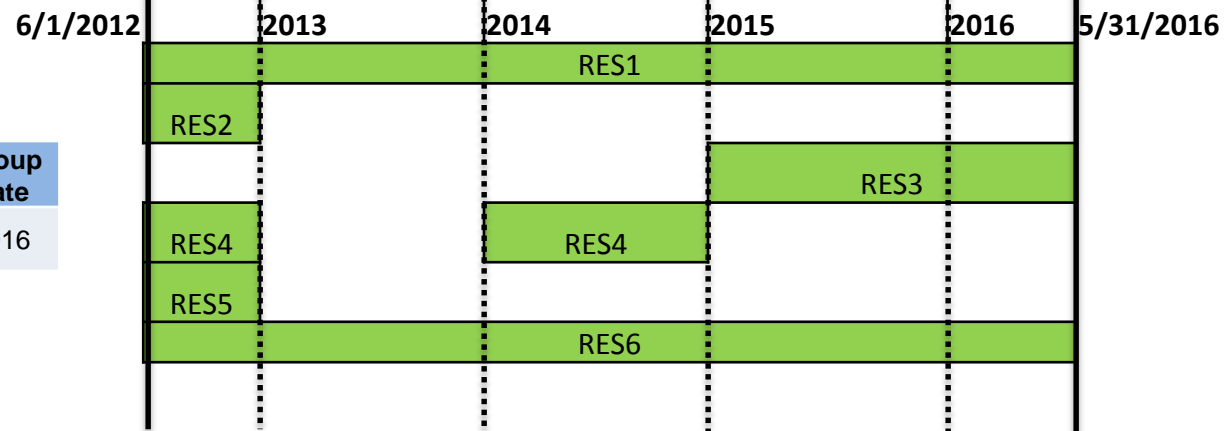 6/1/2012 2013 2014 2015 2016 5/31/2016
RES1
RES2
RES3
RES4 RES4
RES5
RES6
oup
ate
16